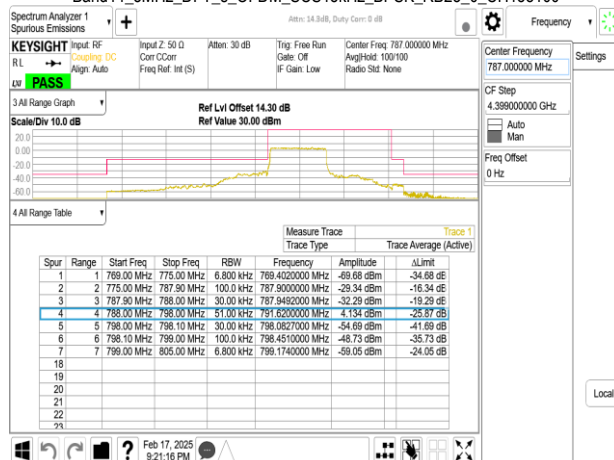 Spectrum Analyzer 1
Spurious Emissions
Attn: 14.3dB, Duty Corr: 0 dB
Frequency
KEYSIGHT
RL
Align: Auto
LXI
PASS
Input: RF
Coupling: DC
Input Z: 50 Ω
Corr CCorr
Freq Ref: Int (S)
Atten: 30 dB
Trig: Free Run
Gate: Off
IF Gain: Low
Center Freq: 787.000000 MHz
Avg|Hold: 100/100
Radio Std: None
Center Frequency
787.000000 MHz
Settings
CF Step
4.399000000 GHz
Auto
Man
Freq Offset
0 Hz
3 All Range Graph
Scale/Div 10.0 dB
Ref Lvl Offset 14.30 dB
Ref Value 30.00 dBm
20.0
0.00
-20.0
-40.0
-60.0
4 All Range Table
Measure Trace Trace 1
Trace Type Trace Average (Active)
Spur Range Start Freq Stop Freq RBW Frequency Amplitude ΔLimit
1 1 769.00 MHz 775.00 MHz 6.800 kHz 769.4020000 MHz -69.68 dBm -34.68 dB
2 2 775.00 MHz 787.90 MHz 100.0 kHz 787.9000000 MHz -29.34 dBm -16.34 dB
3 3 787.90 MHz 788.00 MHz 30.00 kHz 787.9492000 MHz -32.29 dBm -19.29 dB
4 4 788.00 MHz 798.00 MHz 51.00 kHz 791.6200000 MHz 4.134 dBm -25.87 dB
5 5 798.00 MHz 798.10 MHz 30.00 kHz 798.0827000 MHz -54.69 dBm -41.69 dB
6 6 798.10 MHz 799.00 MHz 100.0 kHz 798.4510000 MHz -48.73 dBm -35.73 dB
7 7 799.00 MHz 805.00 MHz 6.800 kHz 799.1740000 MHz -59.05 dBm -24.05 dB
18
19
20
21
22
23
Local
Feb 17, 2025
9:21:16 PM